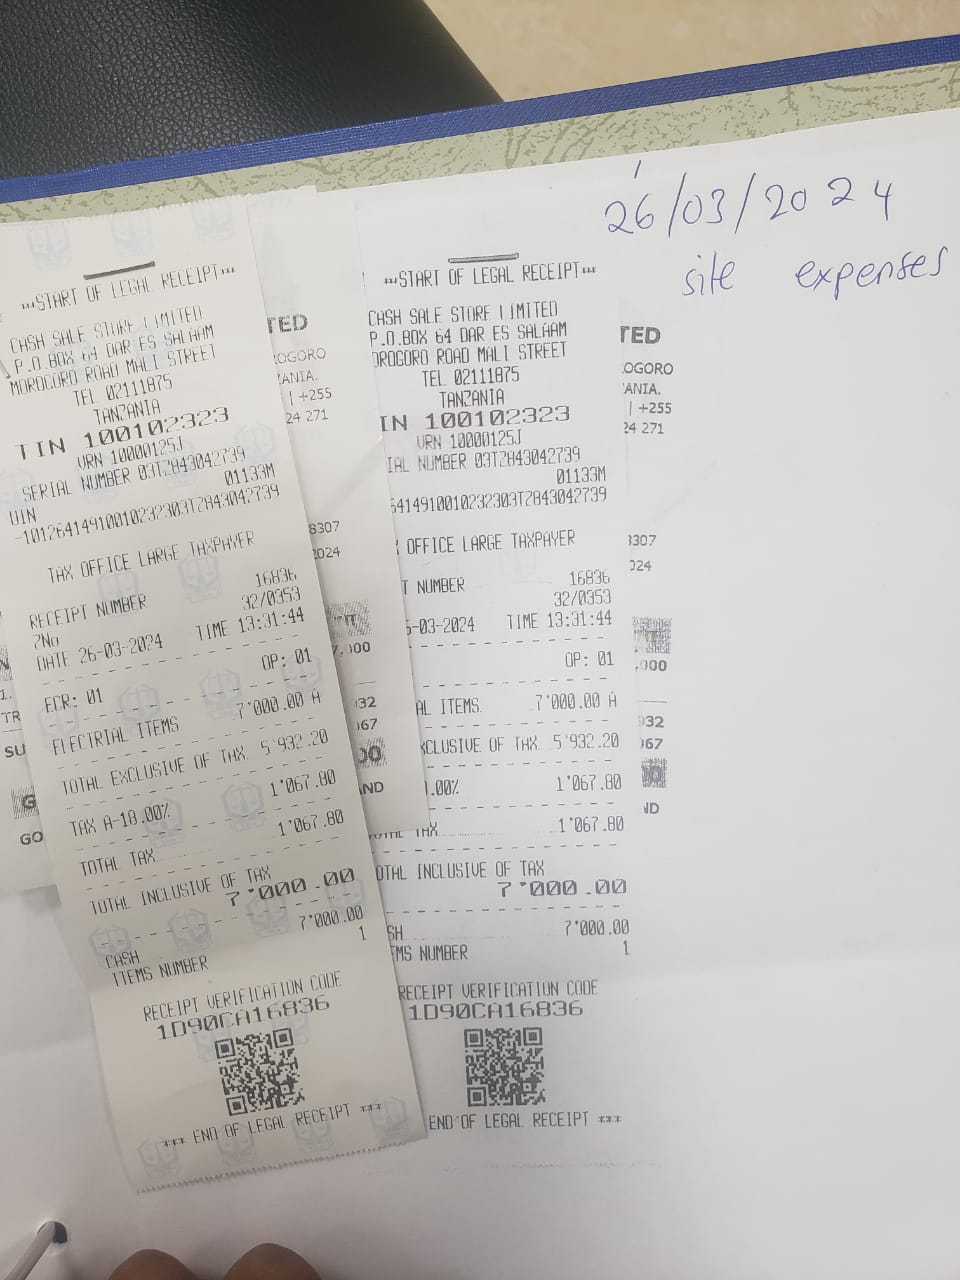 26/03/2024
site expenses
***START OF LEGAL RECEIPT***
CASH SALE STORE LIMITED
P.O.BOX 64 DAR ES SALAAM
MOROGORO ROAD MALI STREET
TEL 02111875
TANZANIA
TIN 100102323
VRN 10000125J
SERIAL NUMBER 03TZ843042739
UIN 01133M
-10126414910010232303TZ843042739
TAX OFFICE LARGE TAXPAYER
RECEIPT NUMBER 16836
ZNo 32/0353
DATE 26-03-2024 TIME 13:31:44
ECR: 01 OP: 01
ELECTRIAL ITEMS 7'000.00 A
TOTAL EXCLUSIVE OF TAX 5'932.20
TAX A-18.00% 1'067.80
TOTAL TAX 1'067.80
TOTAL INCLUSIVE OF TAX
7'000.00
CASH 7'000.00
ITEMS NUMBER 1
RECEIPT VERIFICATION CODE
1D90CA16836
*** END OF LEGAL RECEIPT ***
TED
OGORO
ANIA.
| +255
24 271
8307
2024
7,000
932
067
00
AND
***START OF LEGAL RECEIPT***
CASH SALE STORE LIMITED
P.O.BOX 64 DAR ES SALAAM
OROGORO ROAD MALI STREET
TEL 02111875
TANZANIA
IN 100102323
VRN 10000125J
IAL NUMBER 03TZ843042739
01133M
6414910010232303TZ843042739
OFFICE LARGE TAXPAYER
T NUMBER 16836
32/0353
6-03-2024 TIME 13:31:44
OP: 01
AL ITEMS 7'000.00 A
XCLUSIVE OF TAX 5'932.20
.00% 1'067.80
OTAL TAX 1'067.80
OTAL INCLUSIVE OF TAX
7'000.00
SH 7'000.00
EMS NUMBER 1
RECEIPT VERIFICATION CODE
1D90CA16836
END OF LEGAL RECEIPT ***
TED
OGORO
ANIA.
| +255
24 271
8307
024
,000
932
067
ND